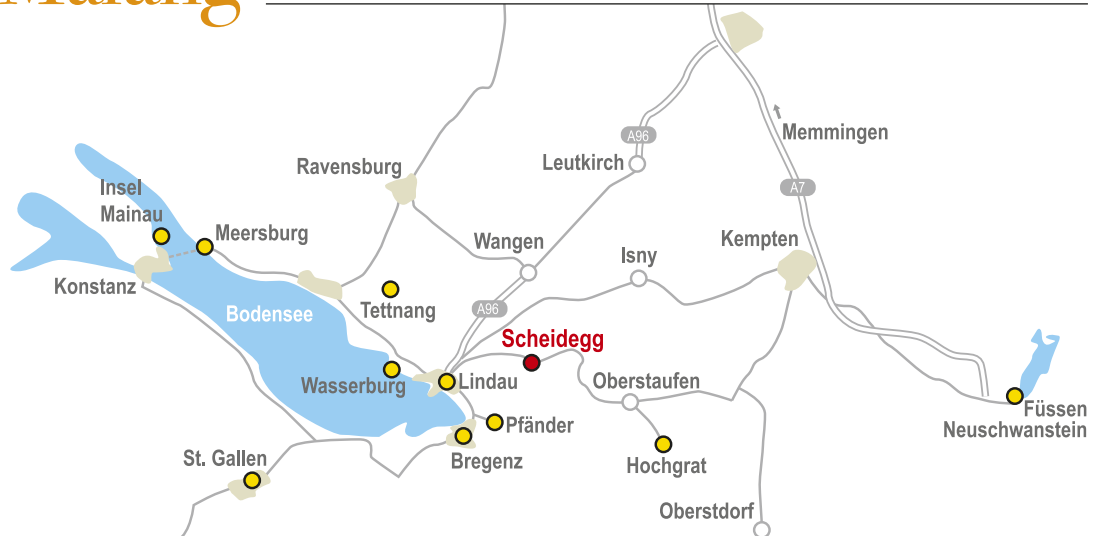 A96
Memmingen
Leutkirch
Ravensburg
A7
Insel
Mainau
Meersburg
Wangen
Isny
Kempten
Konstanz
Bodensee
Tettnang
A96
Scheidegg
Wasserburg
Lindau
Oberstaufen
Füssen
Neuschwanstein
Pfänder
Bregenz
Hochgrat
St. Gallen
Oberstdorf